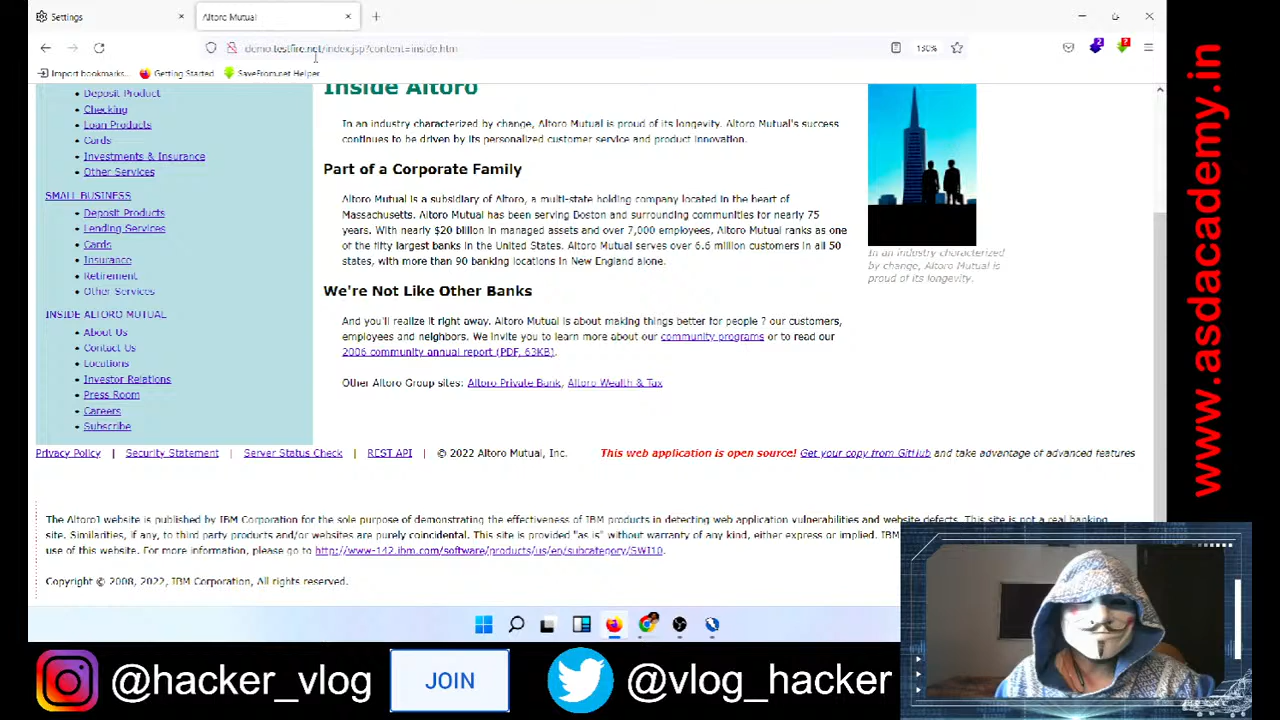 Settings
Altoro Mutual
demo.testfire.net/index.jsp?content=inside.htm
130%
2
?
Import bookmarks...
Getting Started
SaveFrom.net Helper
Deposit Product
Checking
Loan Products
Cards
Investments & Insurance
Other Services
SMALL BUSINESS
Deposit Products
Lending Services
Cards
Insurance
Retirement
Other Services
INSIDE ALTORO MUTUAL
About Us
Contact Us
Locations
Investor Relations
Press Room
Careers
Subscribe
Inside Altoro
In an industry characterized by change, Altoro Mutual is proud of its longevity. Altoro Mutual's success
continues to be driven by its personalized customer service and product innovation.
Part of a Corporate Family
Altoro Mutual is a subsidiary of Altoro, a multi-state holding company located in the heart of
Massachusetts. Altoro Mutual has been serving Boston and surrounding communities for nearly 75
years. With nearly $20 billion in managed assets and over 7,000 employees, Altoro Mutual ranks as one
of the fifty largest banks in the United States. Altoro Mutual serves over 6.6 million customers in all 50
states, with more than 90 banking locations in New England alone.
We're Not Like Other Banks
And you'll realize it right away. Altoro Mutual is about making things better for people ? our customers,
employees and neighbors. We invite you to learn more about our community programs or to read our
2006 community annual report (PDF, 63KB).
Other Altoro Group sites: Altoro Private Bank, Altoro Wealth & Tax
In an industry characterized
by change, Altoro Mutual is
proud of its longevity.
Privacy Policy | Security Statement | Server Status Check | REST API | © 2022 Altoro Mutual, Inc. This web application is open source! Get your copy from GitHub and take advantage of advanced features
The AltoroJ website is published by IBM Corporation for the sole purpose of demonstrating the effectiveness of IBM products in detecting web application vulnerabilities and website defects. This site is not a real banking
site. Similarities, if any, to third party products and/or websites are purely coincidental. This site is provided "as is" without warranty of any kind, either express or implied. IBM
use of this website. For more information, please go to http://www-142.ibm.com/software/products/us/en/subcategory/SWI10.
Copyright © 2008, 2022, IBM Corporation, All rights reserved.
@hacker_vlog
JOIN
@vlog_hacker
www.asdacademy.in